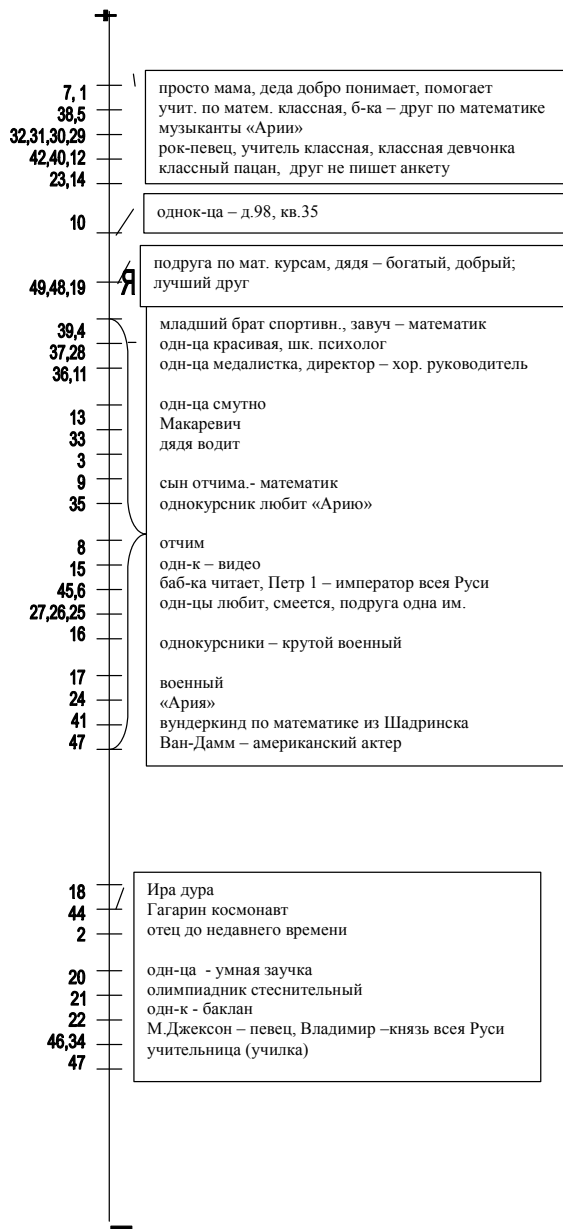 +
7, 1
просто мама, деда добро понимает, помогает
38,5
учит. по матем. классная, б-ка – друг по математике
32,31,30,29
музыканты «Арии»
42,40,12
рок-певец, учитель классная, классная девчонка
23,14
классный пацан, друг не пишет анкету
10
однок-ца – д.98, кв.35
49,48,19
Я
подруга по мат. курсам, дядя – богатый, добрый;
лучший друг
39,4
младший брат спортивн., завуч – математик
37,28
одн-ца красивая, шк. психолог
36,11
одн-ца медалистка, директор – хор. руководитель
13
одн-ца смутно
33
Макаревич
3
дядя водит
9
сын отчима.- математик
35
однокурсник любит «Арию»
8
отчим
15
одн-к – видео
45,6
баб-ка читает, Петр 1 – император всея Руси
27,26,25
одн-цы любит, смеется, подруга одна им.
16
однокурсники – крутой военный
17
военный
24
«Ария»
41
вундеркинд по математике из Шадринска
47
Ван-Дамм – американский актер
18
Ира дура
44
Гагарин космонавт
2
отец до недавнего времени
20
одн-ца - умная заучка
21
олимпиадник стеснительный
22
одн-к - баклан
46,34
М.Джексон – певец, Владимир –князь всея Руси
47
учительница (училка)
–